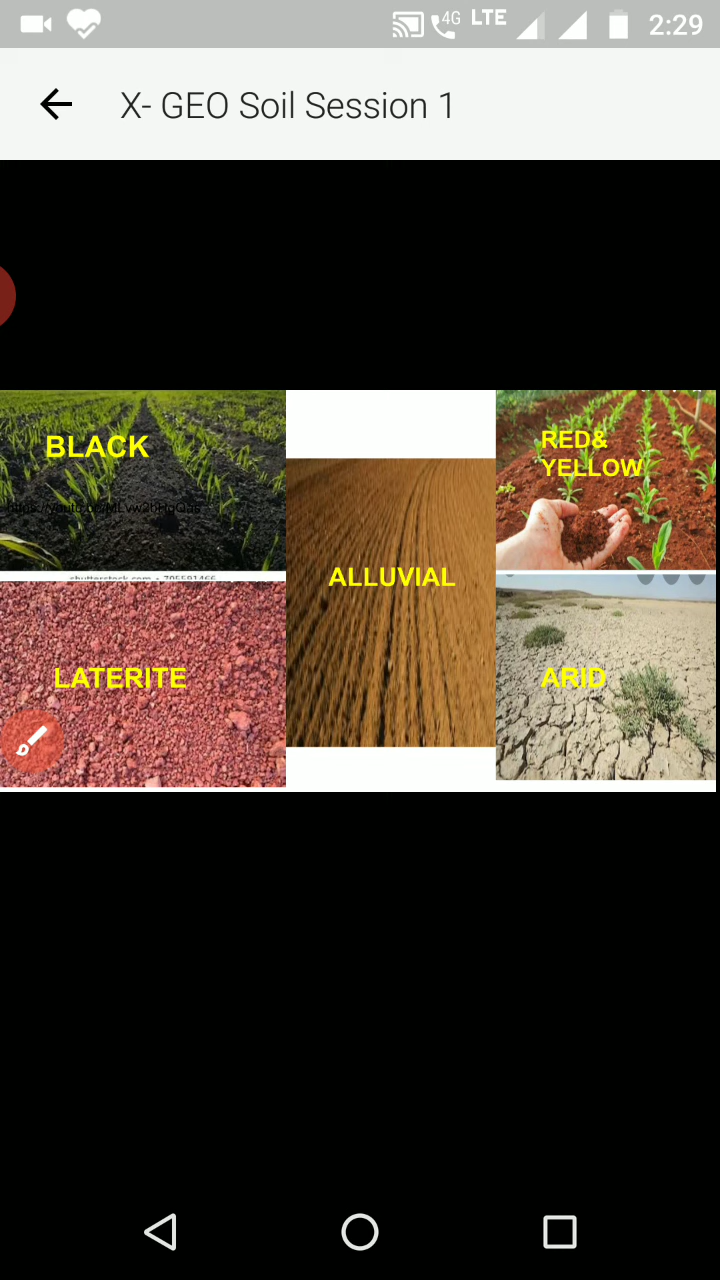 4G LTE 2:29
X- GEO Soil Session 1
BLACK
RED&
YELLOW
ALLUVIAL
LATERITE
ARID